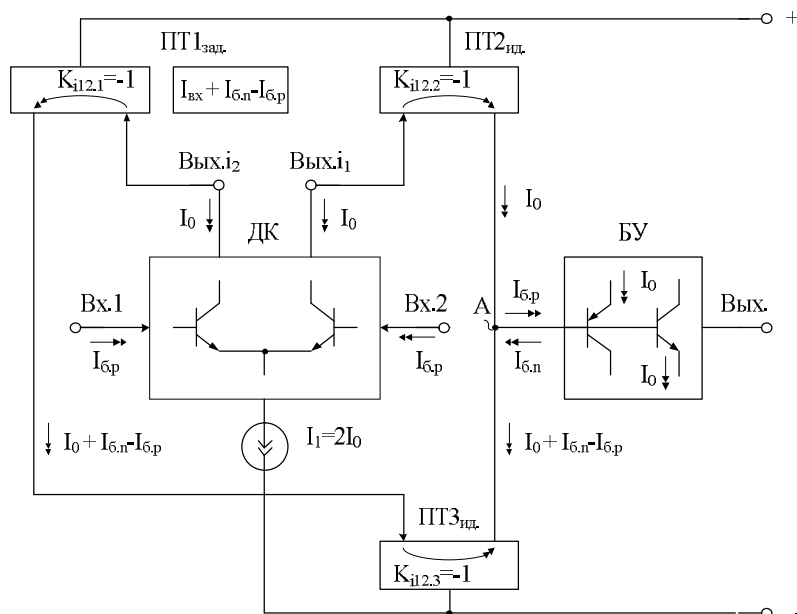 +
ПТ1зад.
ПТ2ид.
Ki12.1=-1
Iвх + Iб.п-Iб.р
Ki12.2=-1
Вых.i2
Вых.i1
I0
I0
I0
ДК
БУ
Вх.1
Вх.2
A
Iб.р
I0
Вых.
Iб.р
Iб.р
Iб.п
I0
I0 + Iб.п-Iб.р
I1=2I0
I0 + Iб.п-Iб.р
ПТ3ид.
Ki12.3=-1
-